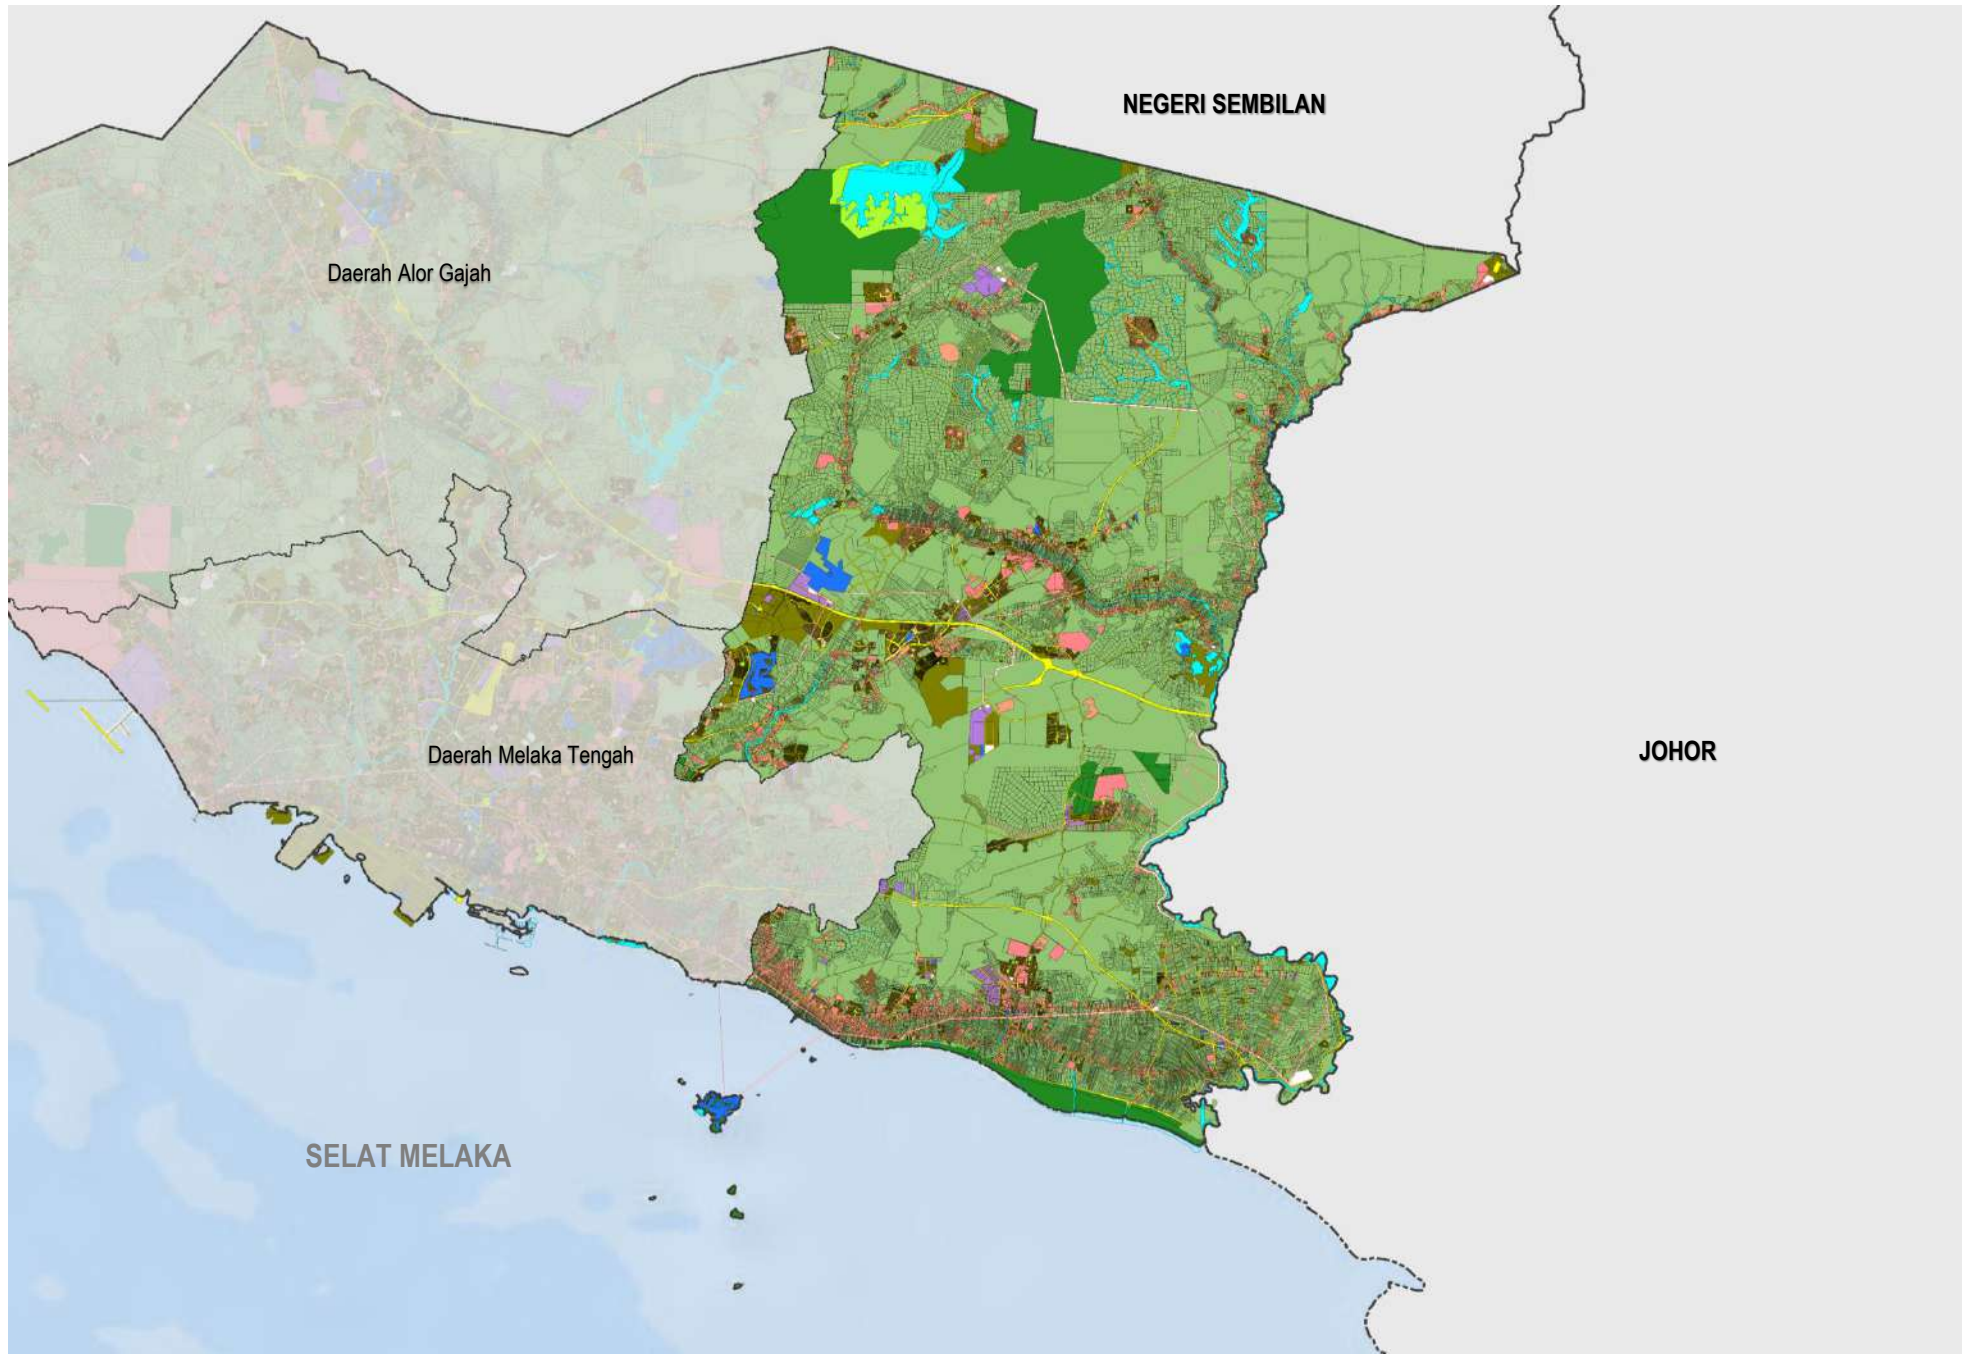 NEGERI SEMBILAN
Daerah Alor Gajah
Daerah Melaka Tengah
JOHOR
SELAT MELAKA